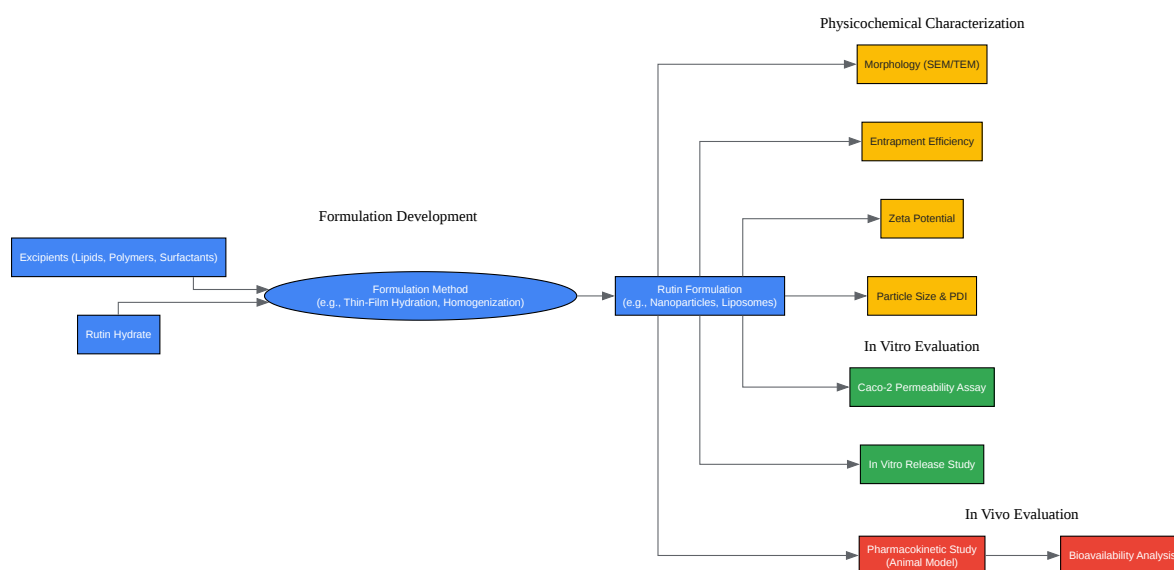 Physicochemical Characterization
Morphology (SEM/TEM)
Entrapment Efficiency
Zeta Potential
Formulation Development
Excipients (Lipids, Polymers, Surfactants)
Formulation Method
(e.g., Thin-Film Hydration, Homogenization)
Rutin Formulation
(e.g., Nanoparticles, Liposomes)
Particle Size & PDI
Rutin Hydrate
In Vitro Evaluation
Caco-2 Permeability Assay
In Vitro Release Study
In Vivo Evaluation
Pharmacokinetic Study
(Animal Model)
Bioavailability Analysis